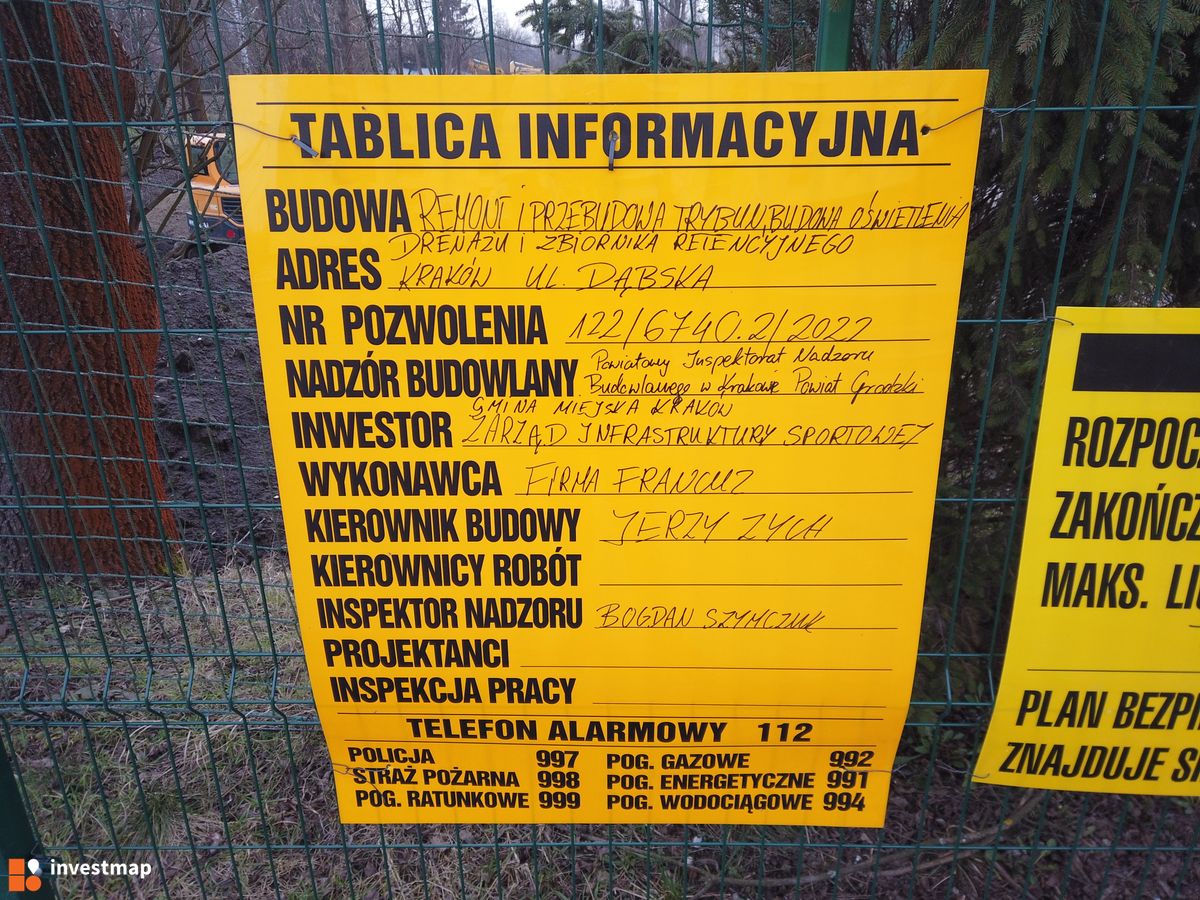 TABLICA INFORMACYJNA
BUDOWA REMONT i PRZEBUDOWA TRYBUN, BUDOWA OŚWIETLENIA
DRENAŻU I ZBIORNIKA RETENCYJNEGO
ADRES KRAKÓW UL. DĄBSKA
NR POZWOLENIA 122/6740.2/2022
NADZÓR BUDOWLANY Powiatowy Inspektorat Nadzoru
Budowlanego w Krakowie Powiat Grodzki
GMINA MIEJSKA KRAKÓW
INWESTOR ZARZĄD INFRASTRUKTURY SPORTOWEJ
WYKONAWCA FIRMA FRANCUZ
KIEROWNIK BUDOWY JERZY ZYCH
KIEROWNICY ROBÓT
INSPEKTOR NADZORU BOGDAN SZYMCZUK
PROJEKTANCI
INSPEKCJA PRACY
TELEFON ALARMOWY 112
POLICJA 997 POG. GAZOWE 992
STRAŻ POŻARNA 998 POG. ENERGETYCZNE 991
POG. RATUNKOWE 999 POG. WODOCIĄGOWE 994
ROZPOC
ZAKOŃCZ
MAKS. LI
PLAN BEZPI
ZNAJDUJE SI
investmap